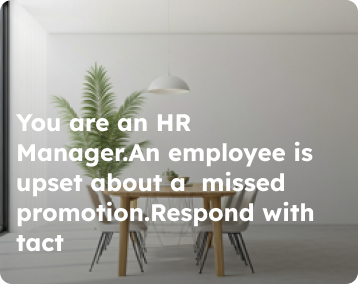 You are an HR
Manager.An employee is
upset about a  missed
promotion.Respond with
tact